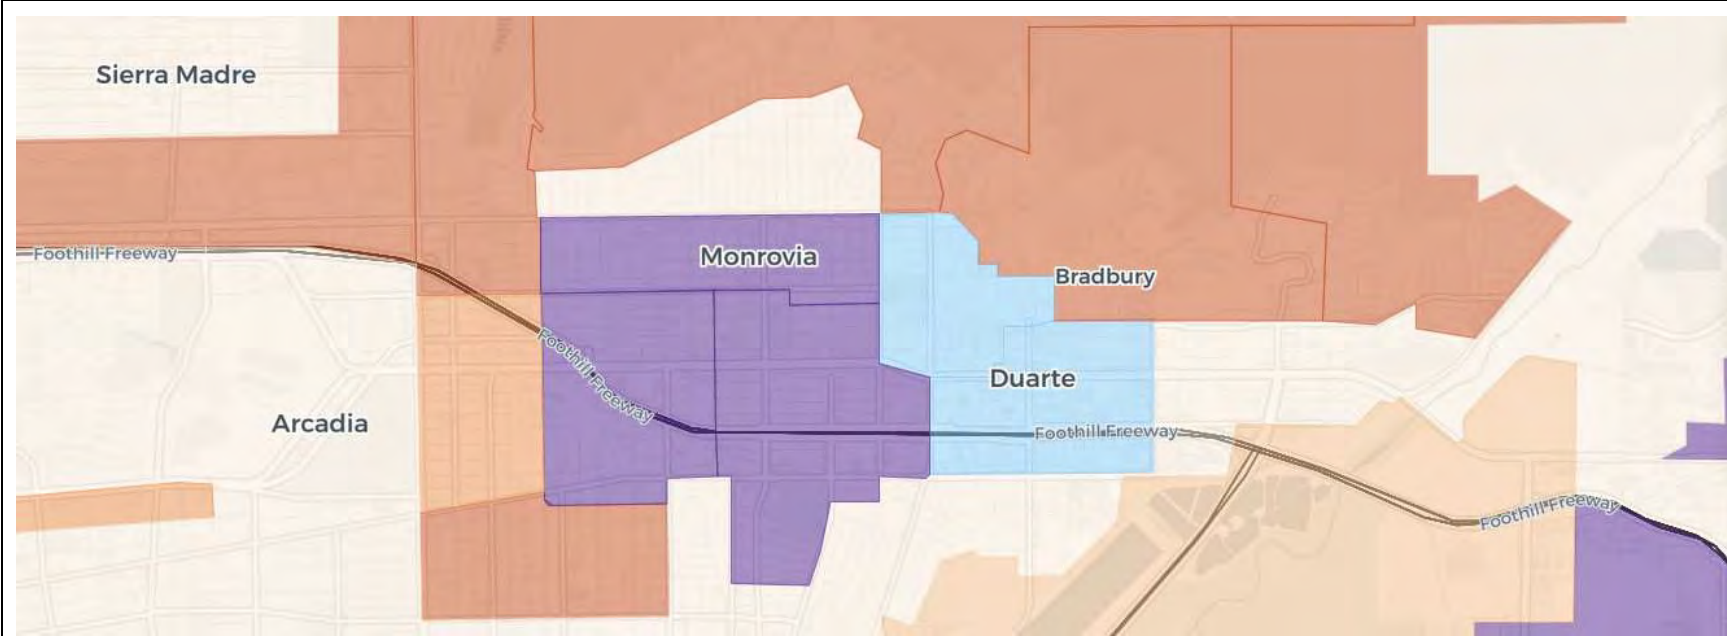 Sierra Madre
Foothill Freeway
Monrovia
Bradbury
Foothill Freeway
Duarte
Arcadia
Foothill Freeway
Foothill Freeway